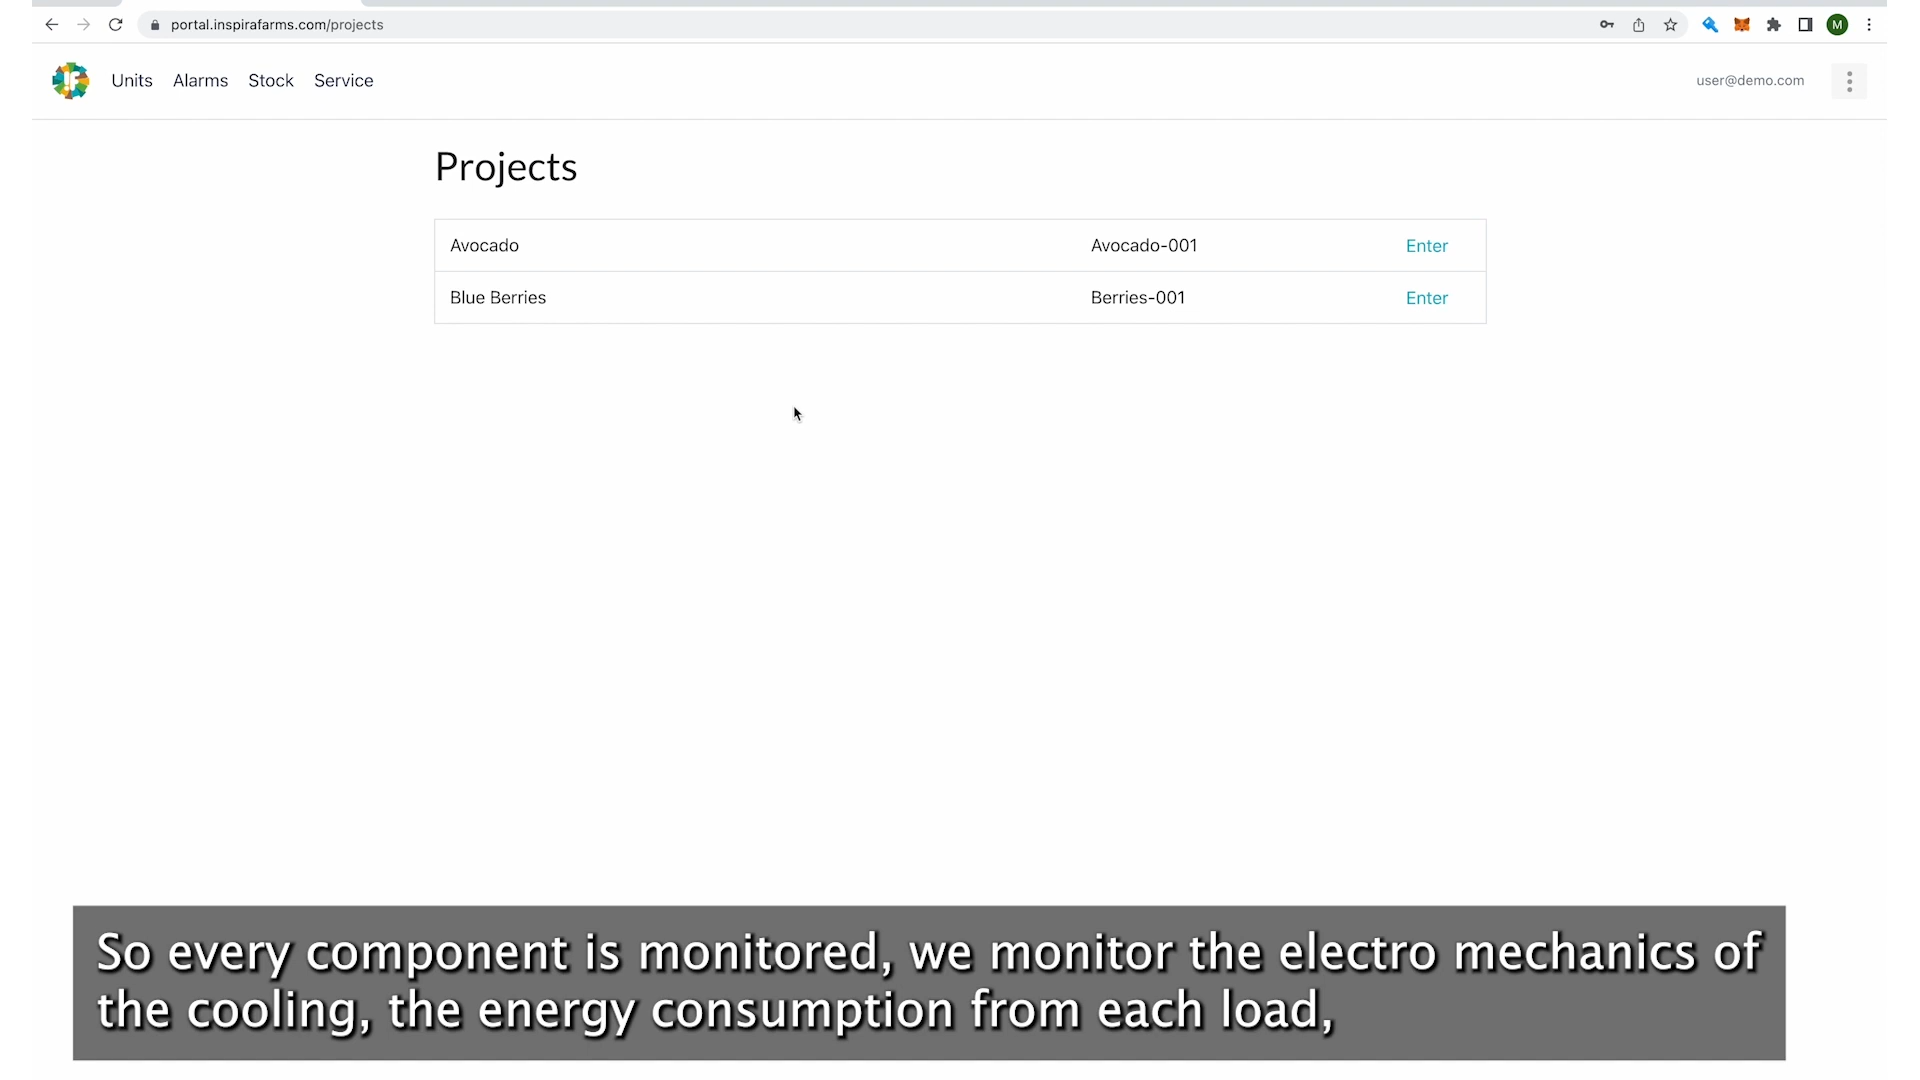 portal.inspirafarms.com/projects
M
Units Alarms Stock Service
user@demo.com
Projects
Avocado Avocado-001 Enter
Blue Berries Berries-001 Enter
So every component is monitored, we monitor the electro mechanics of
the cooling, the energy consumption from each load,